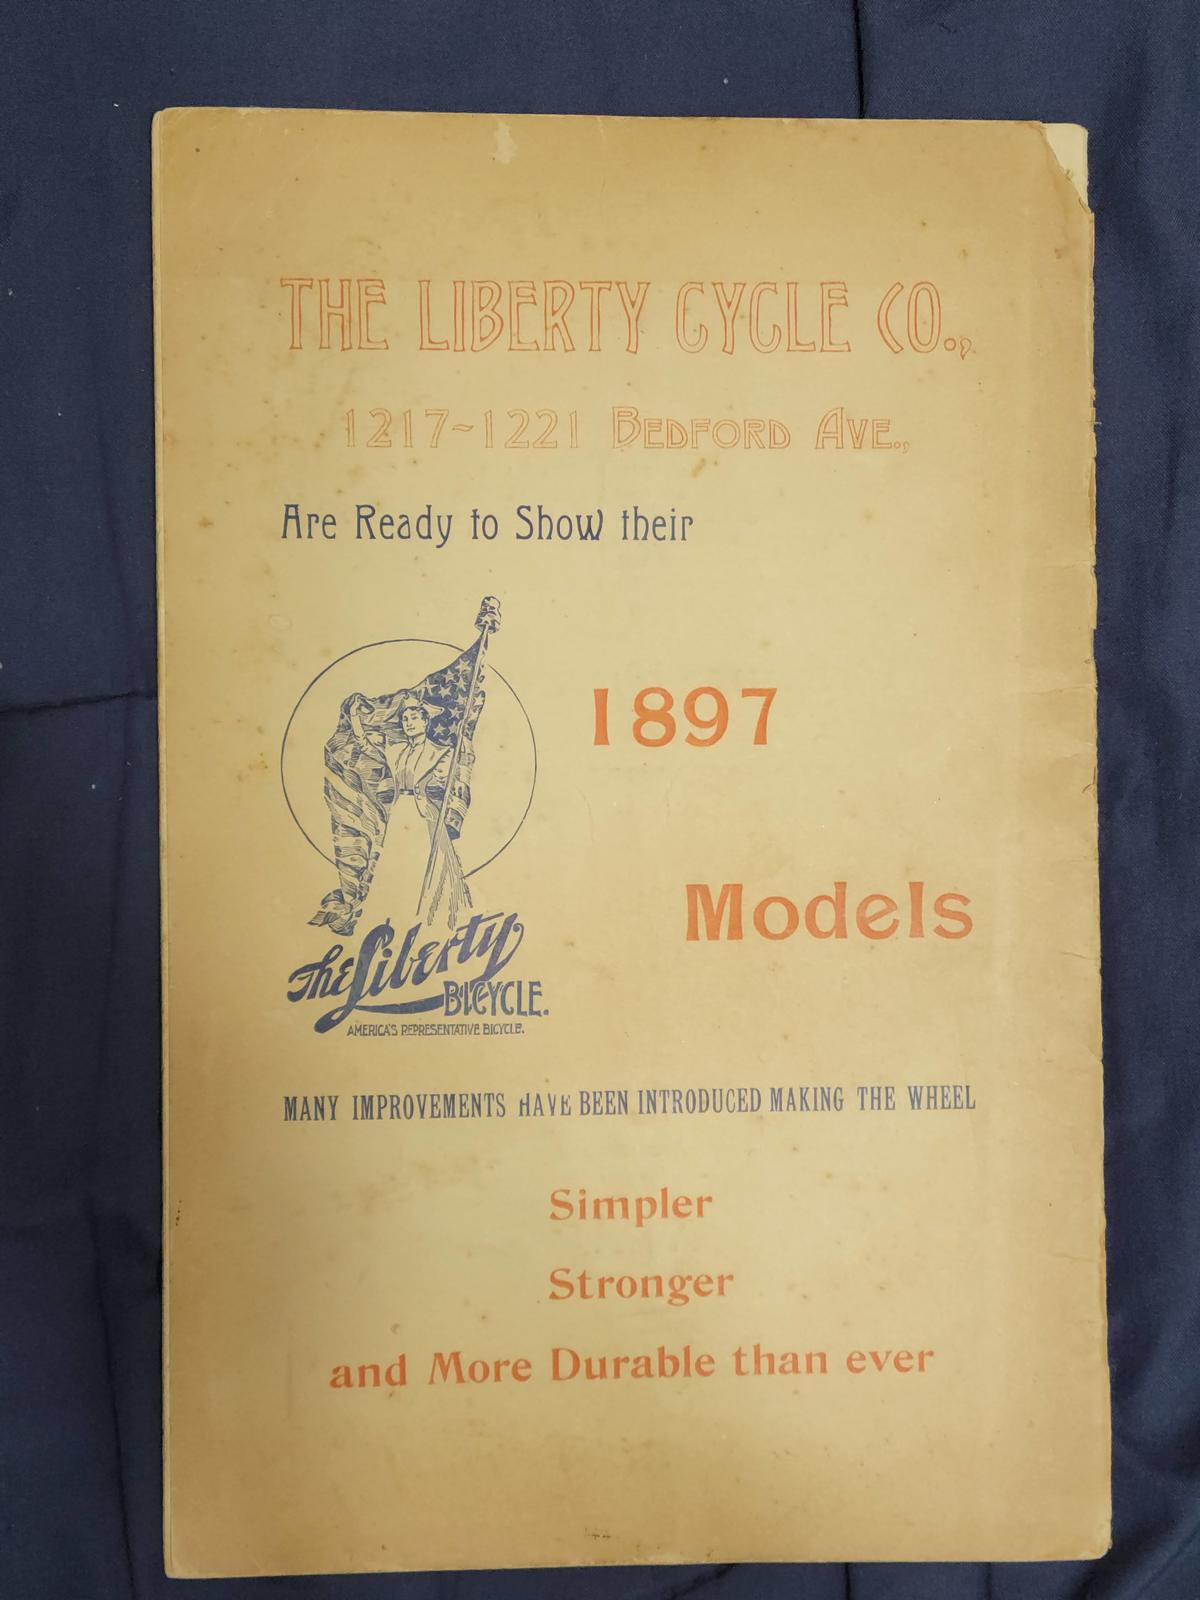 THE LIBERTY CYCLE CO.,
1217~1221 BEDFORD AVE.,
Are Ready to Show their
1897
Models
The Liberty
BICYCLE.
AMERICA'S REPRESENTATIVE BICYCLE.
MANY IMPROVEMENTS HAVE BEEN INTRODUCED MAKING THE WHEEL
Simpler
Stronger
and More Durable than ever